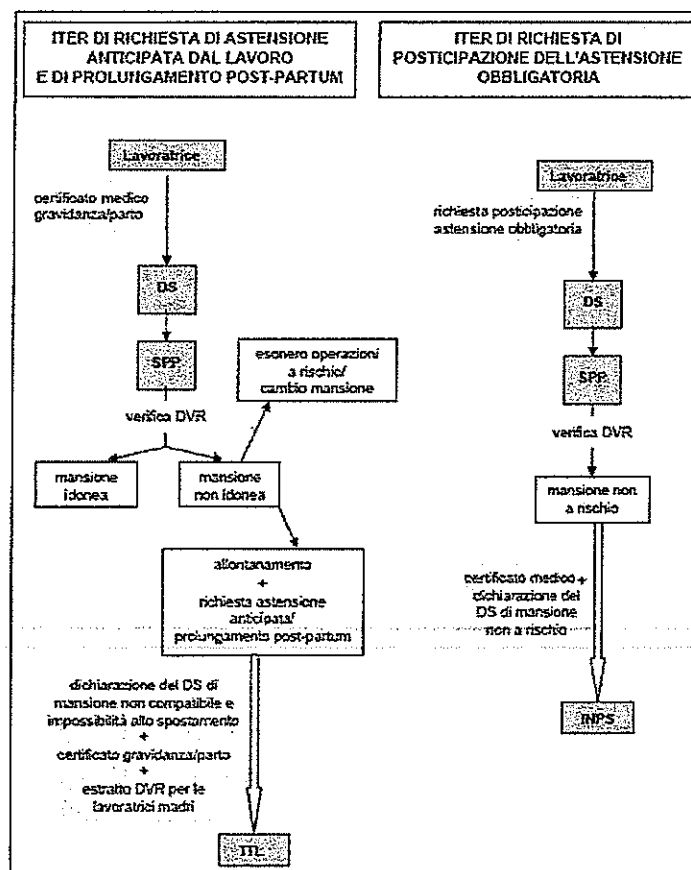 ITER DI RICHIESTA DI ASTENSIONE
ANTICIPATA DAL LAVORO
E DI PROLUNGAMENTO POST-PARTUM
Lavoratrice
certificato medico
gravidanza/parto
DS
SPP
verifica DVR
esonero operazioni
a rischio/
cambio mansione
mansione
idonea
mansione
non idonea
allontanamento
+
richiesta astensione
anticipata/
prolungamento post-partum
dichiarazione del DS di
mansione non compatibile e
impossibilità allo spostamento
+
certificato gravidanza/parto
+
estratto DVR per le
lavoratrici madri
ITL
ITER DI RICHIESTA DI
POSTICIPAZIONE DELL'ASTENSIONE
OBBLIGATORIA
Lavoratrice
richiesta posticipazione
astensione obbligatoria
DS
SPP
verifica DVR
mansione non
a rischio
certificato medico +
dichiarazione del
DS di mansione
non a rischio
INPS